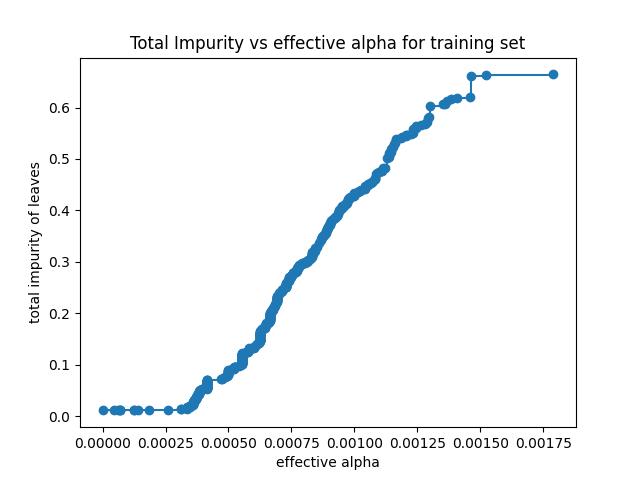 Total Impurity vs effective alpha for training set
total impurity of leaves
0.6
0.5
0.4
0.3
0.2
0.1
0.0
0.00000 0.00025 0.00050 0.00075 0.00100 0.00125 0.00150 0.00175
effective alpha